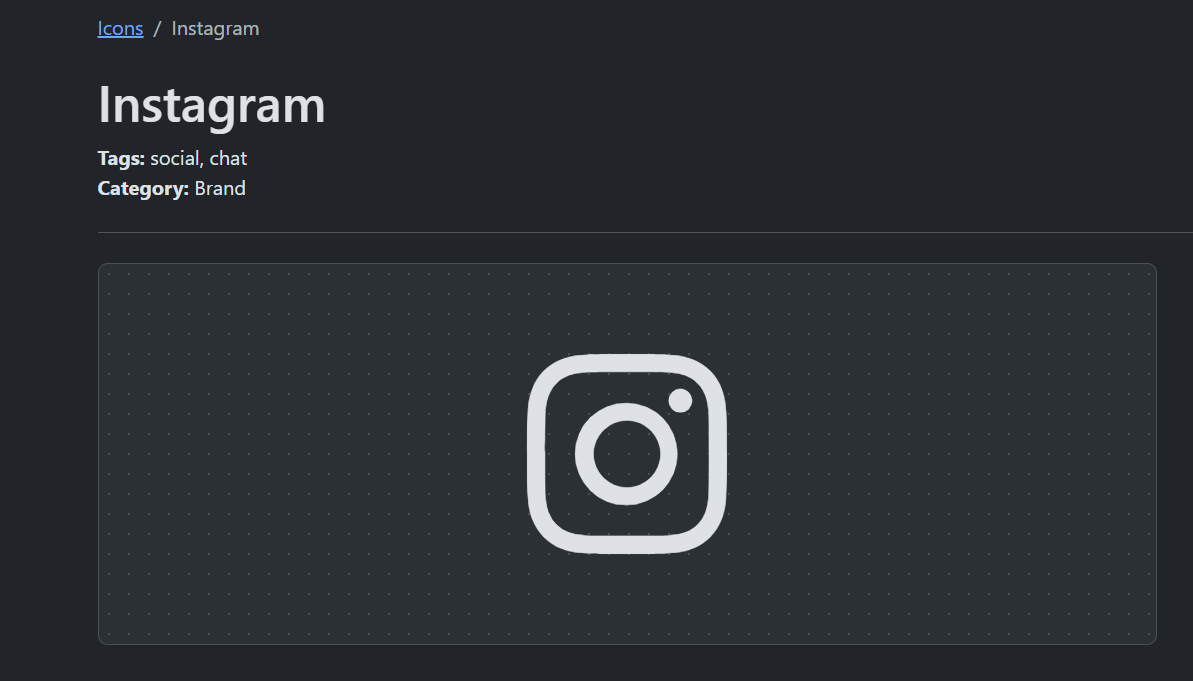 Icons / Instagram
Instagram
Tags: social, chat
Category: Brand